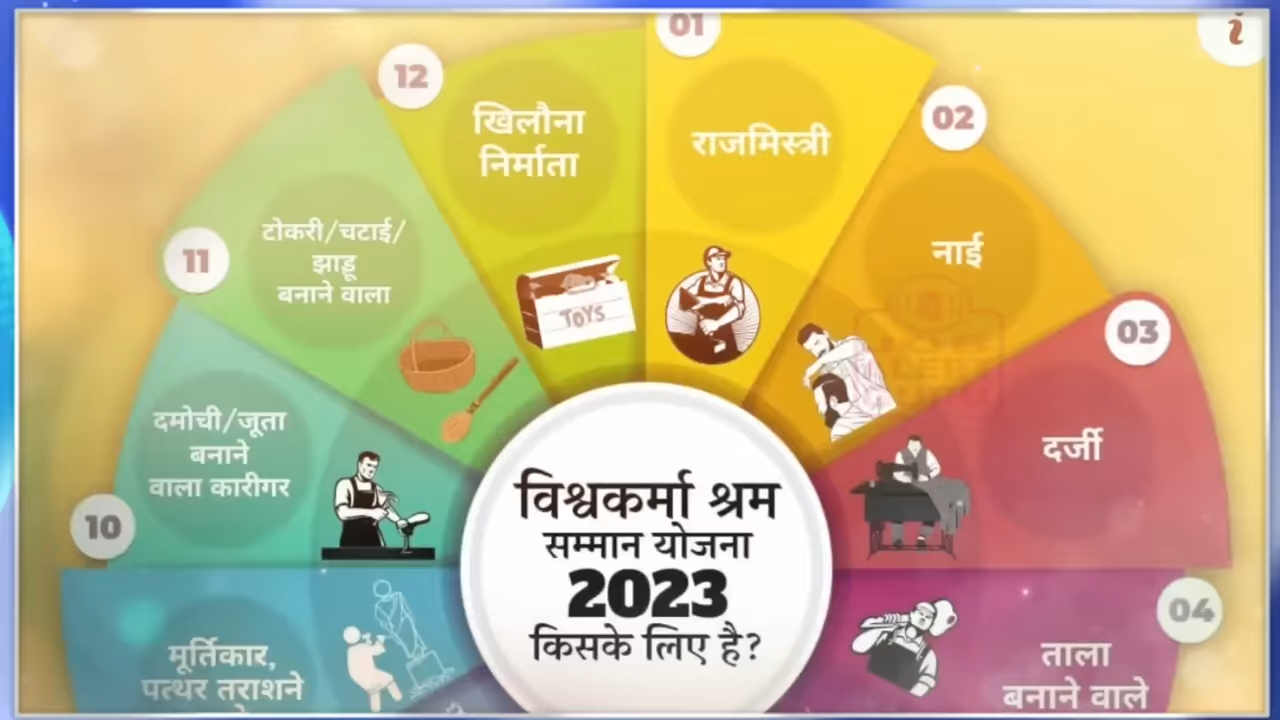 विश्वकर्मा श्रम
सम्मान योजना
2023
किसके लिए है?
01
राजमिस्त्री
02
नाई
03
दर्जी
04
ताला
बनाने वाले
मूर्तिकार,
पत्थर तराशने
10
दमोची/जूता
बनाने
वाला कारीगर
11
टोकरी/चटाई/
झाड़ू
बनाने वाला
12
खिलौना
निर्माता
TOYS
i